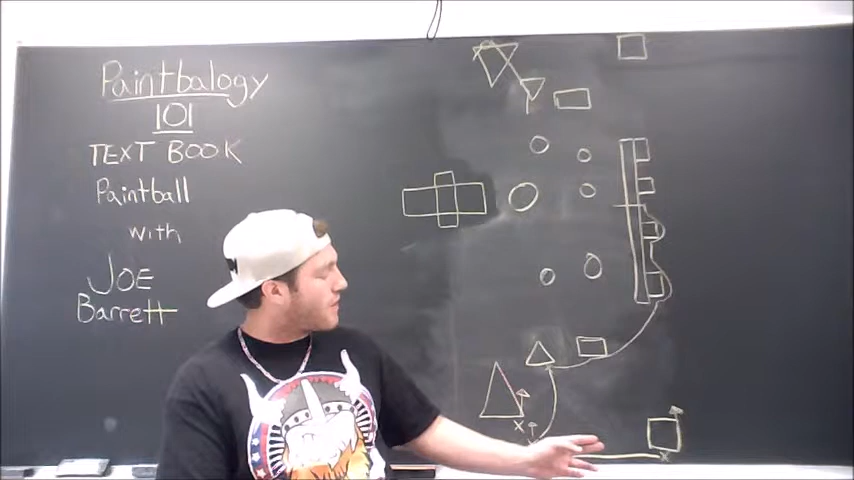 Paintbalogy
101
TEXT BOOK
Paintball
with
JOE
Barrett